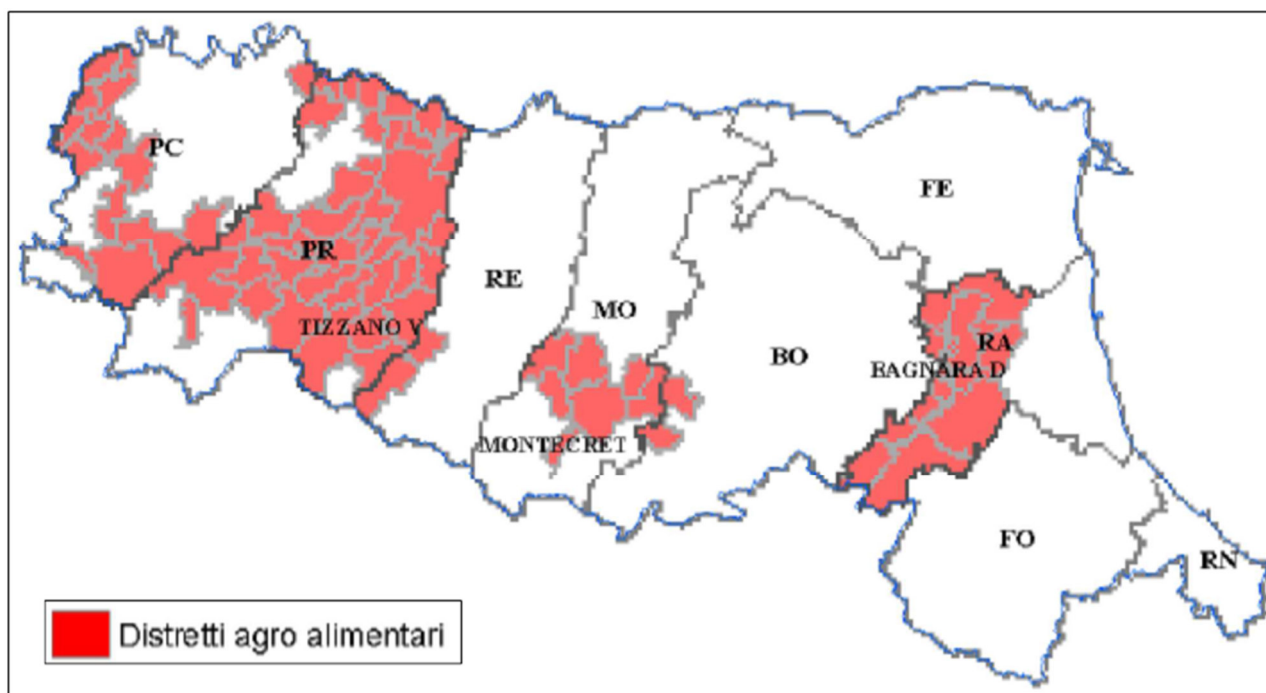 PC
FE
PR
RE
MO
TIZZANO V
RA
BO
BAGNARA D
MONTECRET
FO
RN
Distretti agro alimentari